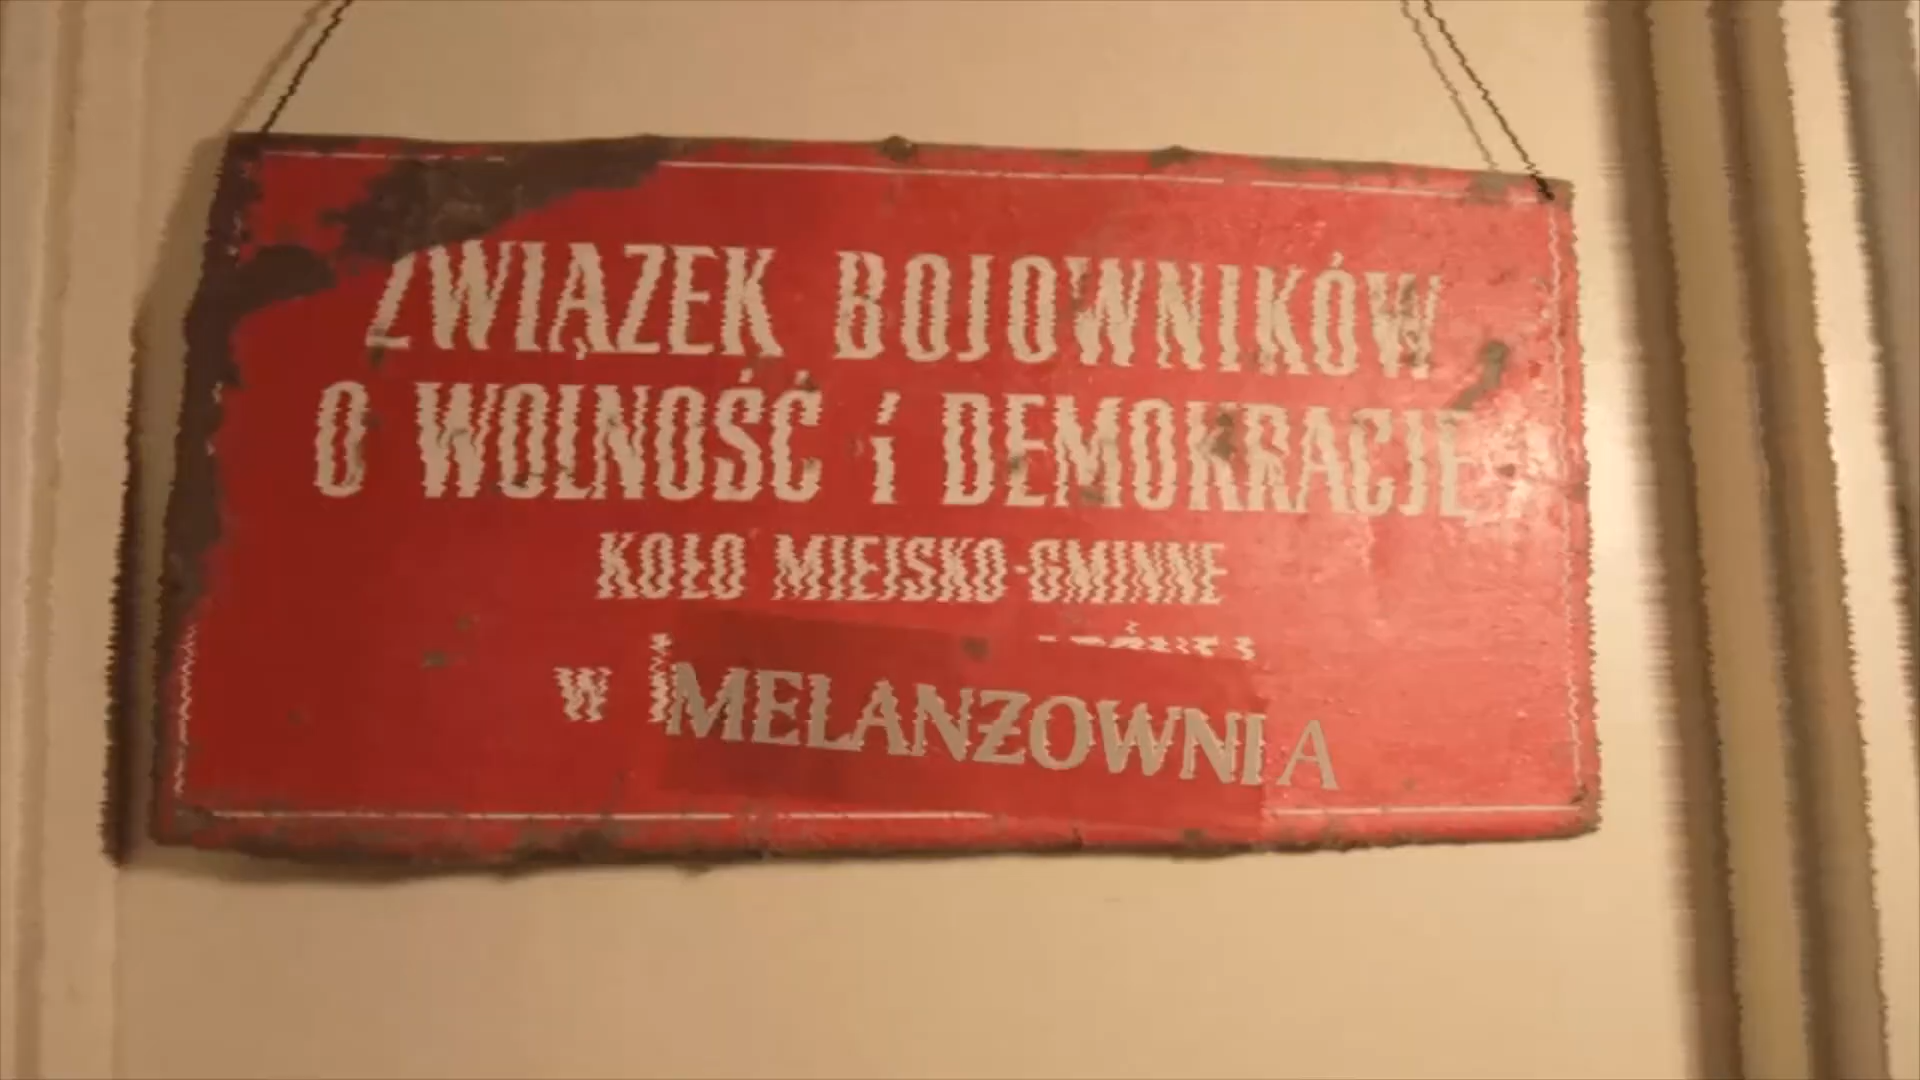 ZWIĄZEK BOJOWNIKÓW
O WOLNOŚĆ i DEMOKRACJĘ
KOŁO MIEJSKO-GMINNE
W MELANŻOWNIA